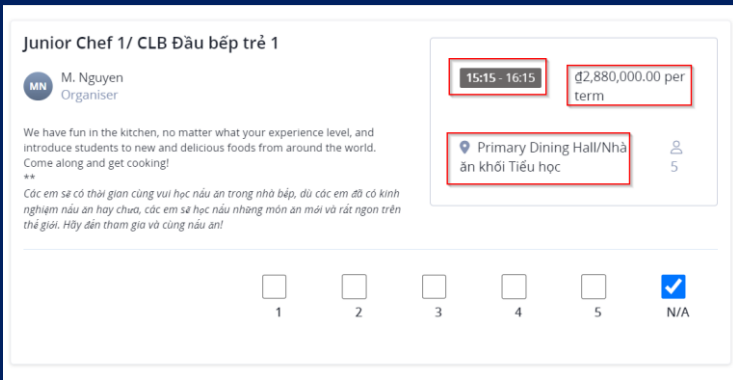 Junior Chef 1/ CLB Đầu bếp trẻ 1
MN
M. Nguyen
Organiser
We have fun in the kitchen, no matter what your experience level, and
introduce students to new and delicious foods from around the world.
Come along and get cooking!
**
Các em sẽ có thời gian cùng vui học nấu ăn trong nhà bếp, dù các em đã có kinh
nghiệm nấu ăn hay chưa, các em sẽ học nấu những món ăn mới và rất ngon trên
thế giới. Hãy đến tham gia và cùng nấu ăn!
15:15 - 16:15
₫2,880,000.00 per
term
Primary Dining Hall/Nhà
ăn khối Tiểu học
5
1 2 3 4 5 N/A